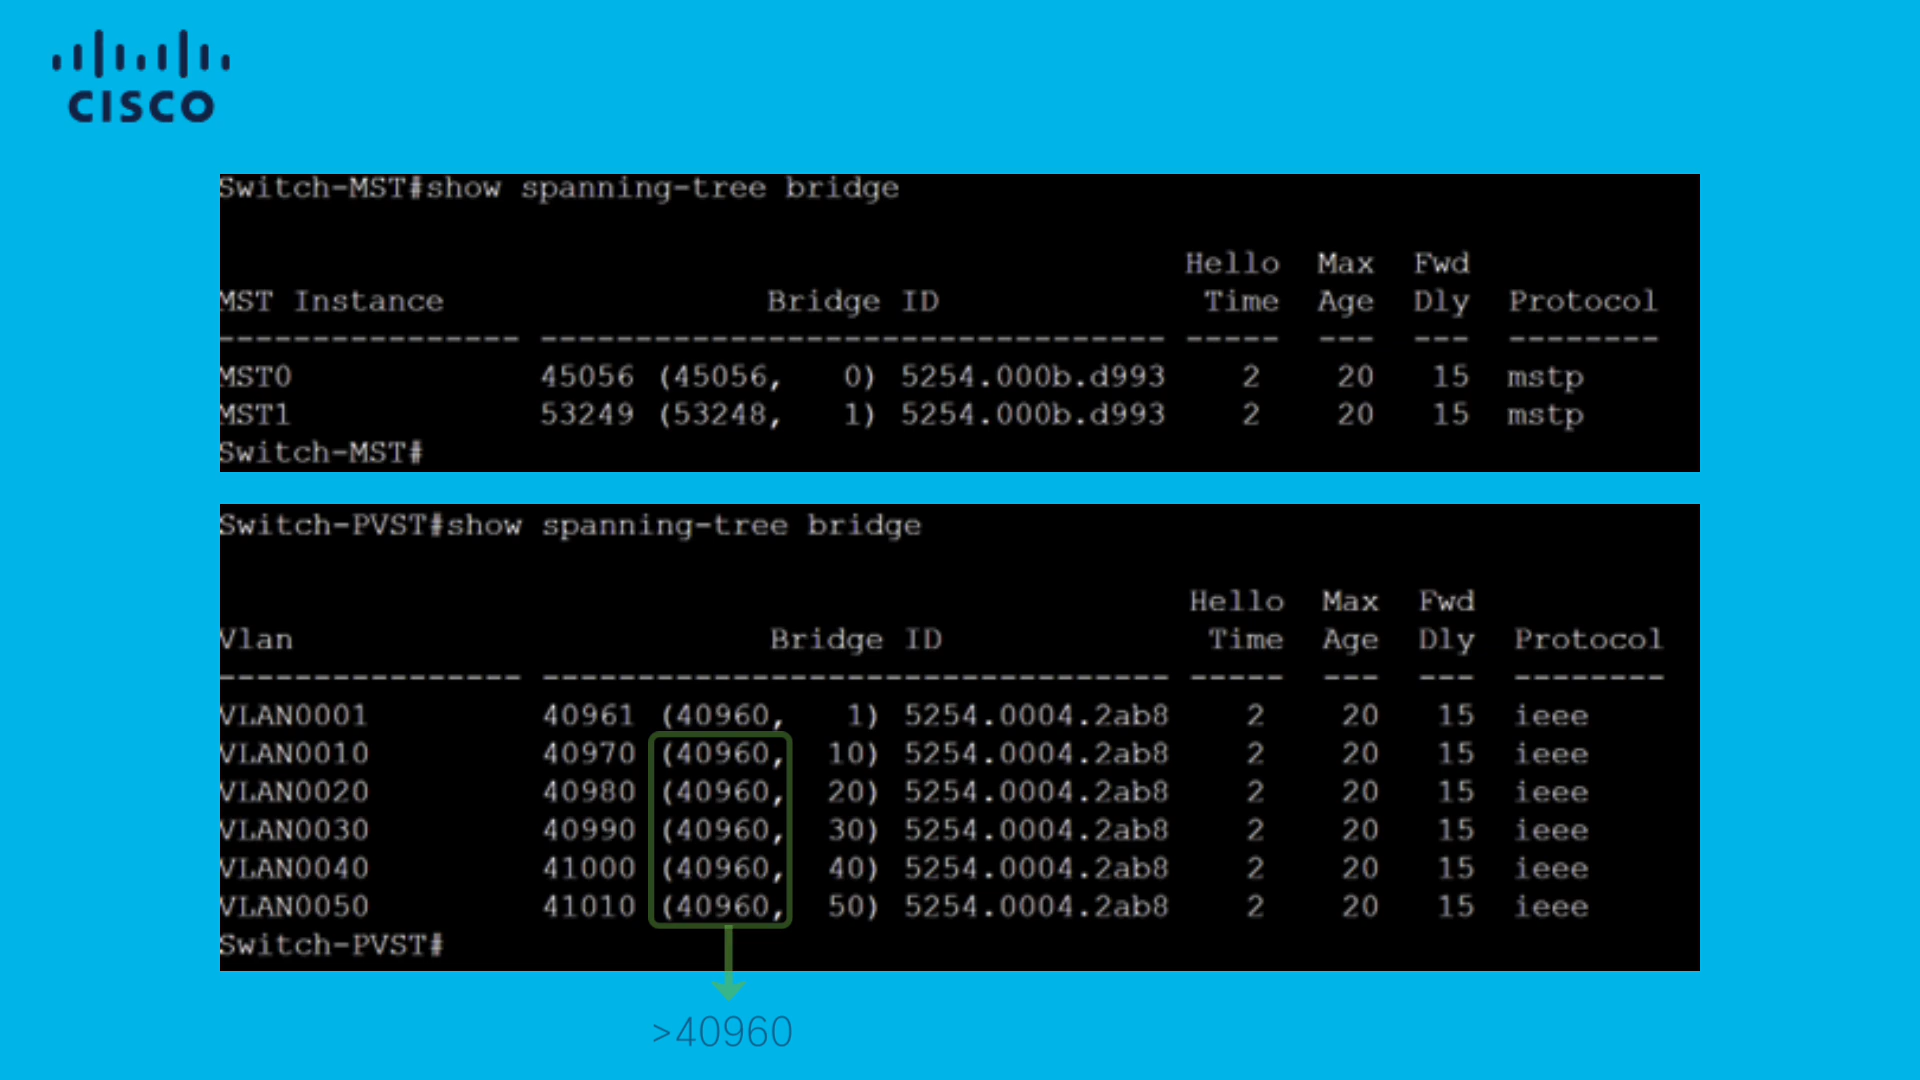 CISCO
Switch-MST#show spanning-tree bridge
Hello Max Fwd
MST Instance Bridge ID Time Age Dly Protocol
---------------- --------------------------------- ----- --- --- --------
MST0 45056 (45056, 0) 5254.000b.d993 2 20 15 mstp
MST1 53249 (53248, 1) 5254.000b.d993 2 20 15 mstp
Switch-MST#
Switch-PVST#show spanning-tree bridge
Hello Max Fwd
Vlan Bridge ID Time Age Dly Protocol
---------------- --------------------------------- ----- --- --- --------
VLAN0001 40961 (40960, 1) 5254.0004.2ab8 2 20 15 ieee
VLAN0010 40970 (40960, 10) 5254.0004.2ab8 2 20 15 ieee
VLAN0020 40980 (40960, 20) 5254.0004.2ab8 2 20 15 ieee
VLAN0030 40990 (40960, 30) 5254.0004.2ab8 2 20 15 ieee
VLAN0040 41000 (40960, 40) 5254.0004.2ab8 2 20 15 ieee
VLAN0050 41010 (40960, 50) 5254.0004.2ab8 2 20 15 ieee
Switch-PVST#
>40960